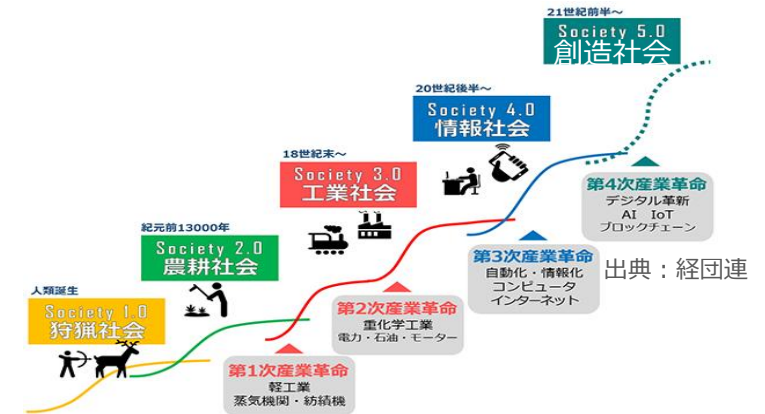 21世紀前半～
Society 5.0
創造社会
20世紀後半～
Society 4.0
情報社会
18世紀末～
Society 3.0
工業社会
紀元前13000年
Society 2.0
農耕社会
人類誕生
Society 1.0
狩猟社会
第1次産業革命
軽工業
蒸気機関・紡績機
第2次産業革命
重化学工業
電力・石油・モーター
第3次産業革命
自動化・情報化
コンピュータ
インターネット
第4次産業革命
デジタル革新
AI IoT
ブロックチェーン
出典：経団連